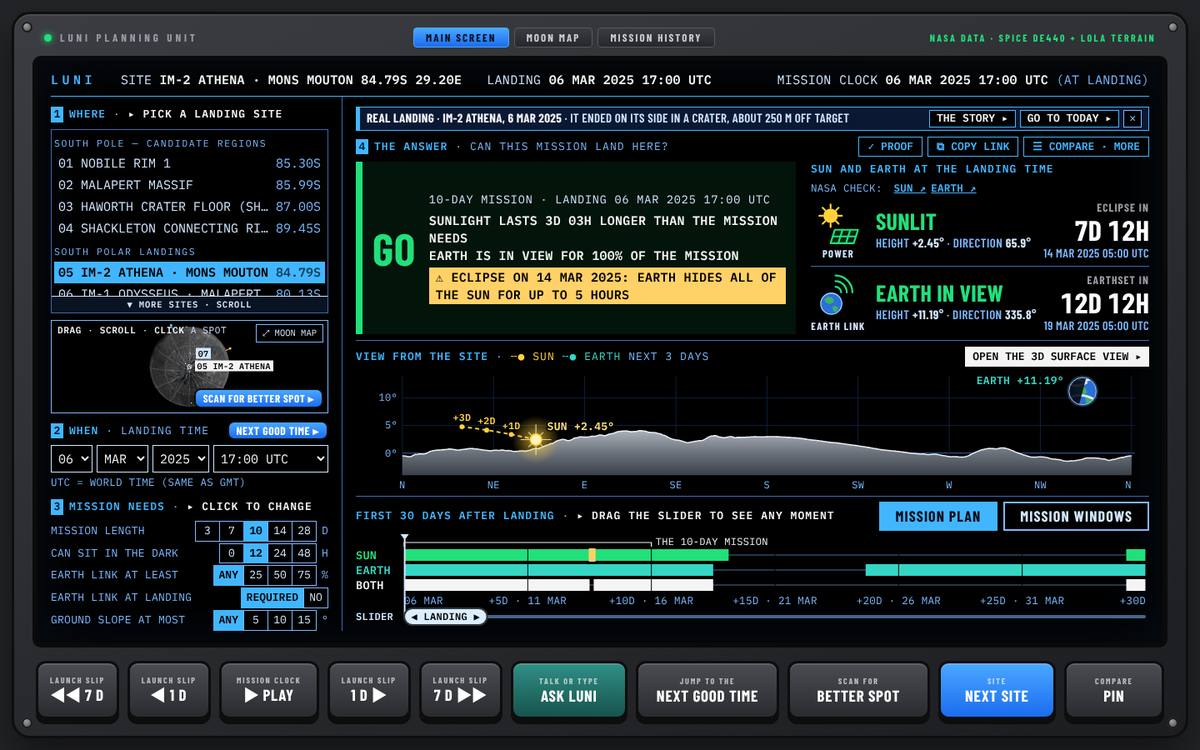 LUNI PLANNING UNIT
MAIN SCREEN
MOON MAP
MISSION HISTORY
NASA DATA · SPICE DE440 + LOLA TERRAIN
LUNI SITE IM-2 ATHENA · MONS MOUTON 84.79S 29.20E LANDING 06 MAR 2025 17:00 UTC MISSION CLOCK 06 MAR 2025 17:00 UTC (AT LANDING)
1 WHERE · ▸ PICK A LANDING SITE
SOUTH POLE — CANDIDATE REGIONS
01 NOBILE RIM 1 85.30S
02 MALAPERT MASSIF 85.99S
03 HAWORTH CRATER FLOOR (SH… 87.00S
04 SHACKLETON CONNECTING RI… 89.45S
SOUTH POLAR LANDINGS
05 IM-2 ATHENA · MONS MOUTON 84.79S
06 IM-1 ODYSSEUS · MALAPERT 80.13S
▼ MORE SITES · SCROLL
DRAG · SCROLL · CLICK A SPOT
⤢ MOON MAP
07
05 IM-2 ATHENA
SCAN FOR BETTER SPOT ▸
2 WHEN · LANDING TIME
NEXT GOOD TIME ▸
06 MAR 2025 17:00 UTC
UTC = WORLD TIME (SAME AS GMT)
3 MISSION NEEDS · ▸ CLICK TO CHANGE
MISSION LENGTH 3 7 10 14 28 D
CAN SIT IN THE DARK 0 12 24 48 H
EARTH LINK AT LEAST ANY 25 50 75 %
EARTH LINK AT LANDING REQUIRED NO
GROUND SLOPE AT MOST ANY 5 10 15 °
REAL LANDING · IM-2 ATHENA, 6 MAR 2025 · IT ENDED ON ITS SIDE IN A CRATER, ABOUT 250 M OFF TARGET
THE STORY ▸
GO TO TODAY ▸
×
4 THE ANSWER · CAN THIS MISSION LAND HERE?
✓ PROOF
⧉ COPY LINK
☰ COMPARE · MORE
GO
10-DAY MISSION · LANDING 06 MAR 2025 17:00 UTC
SUNLIGHT LASTS 3D 03H LONGER THAN THE MISSION
NEEDS
EARTH IS IN VIEW FOR 100% OF THE MISSION
⚠ ECLIPSE ON 14 MAR 2025: EARTH HIDES ALL OF
THE SUN FOR UP TO 5 HOURS
SUN AND EARTH AT THE LANDING TIME
NASA CHECK: SUN ↗ EARTH ↗
POWER
SUNLIT
HEIGHT +2.45° · DIRECTION 65.9°
ECLIPSE IN
7D 12H
14 MAR 2025 05:00 UTC
EARTH LINK
EARTH IN VIEW
HEIGHT +11.19° · DIRECTION 335.8°
EARTHSET IN
12D 12H
19 MAR 2025 05:00 UTC
VIEW FROM THE SITE · SUN EARTH NEXT 3 DAYS
OPEN THE 3D SURFACE VIEW ▸
EARTH +11.19°
10°
5°
0°
+3D +2D +1D
SUN +2.45°
N NE E SE S SW W NW N
FIRST 30 DAYS AFTER LANDING · ▸ DRAG THE SLIDER TO SEE ANY MOMENT
MISSION PLAN
MISSION WINDOWS
THE 10-DAY MISSION
SUN
EARTH
BOTH
06 MAR +5D · 11 MAR +10D · 16 MAR +15D · 21 MAR +20D · 26 MAR +25D · 31 MAR +30D
SLIDER ◀ LANDING ▶
LAUNCH SLIP
◀◀ 7 D
LAUNCH SLIP
◀ 1 D
MISSION CLOCK
▶ PLAY
LAUNCH SLIP
1 D ▶
LAUNCH SLIP
7 D ▶▶
TALK OR TYPE
ASK LUNI
JUMP TO THE
NEXT GOOD TIME
SCAN FOR
BETTER SPOT
SITE
NEXT SITE
COMPARE
PIN